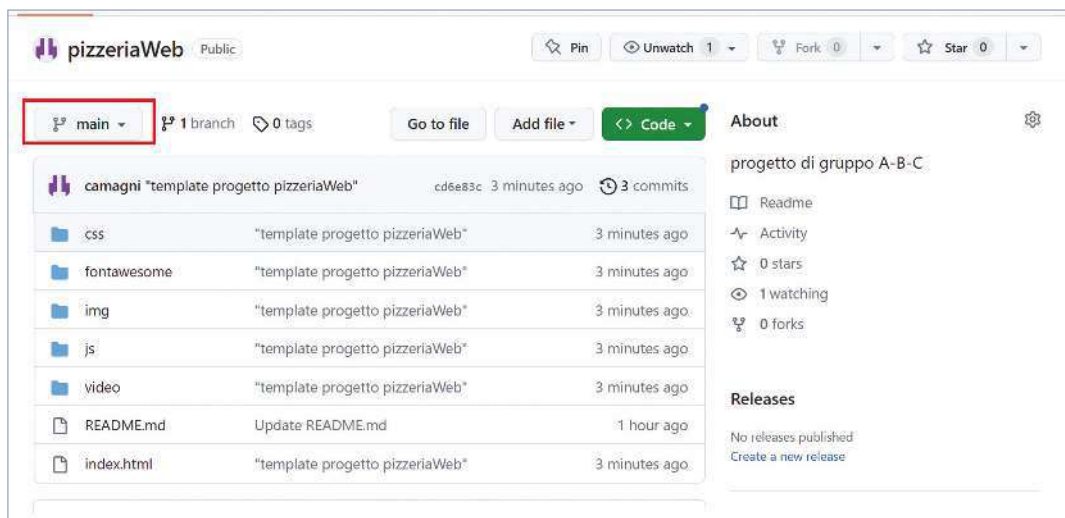 pizzeriaWeb Public Pin Unwatch 1 Fork 0 Star 0
main 1 branch 0 tags Go to file Add file <> Code
camagni "template progetto pizzeriaWeb" cd6e83c 3 minutes ago 3 commits
css "template progetto pizzeriaWeb" 3 minutes ago
fontawesome "template progetto pizzeriaWeb" 3 minutes ago
img "template progetto pizzeriaWeb" 3 minutes ago
js "template progetto pizzeriaWeb" 3 minutes ago
video "template progetto pizzeriaWeb" 3 minutes ago
README.md Update README.md 1 hour ago
index.html "template progetto pizzeriaWeb" 3 minutes ago
About
progetto di gruppo A-B-C
Readme
Activity
0 stars
1 watching
0 forks
Releases
No releases published
Create a new release